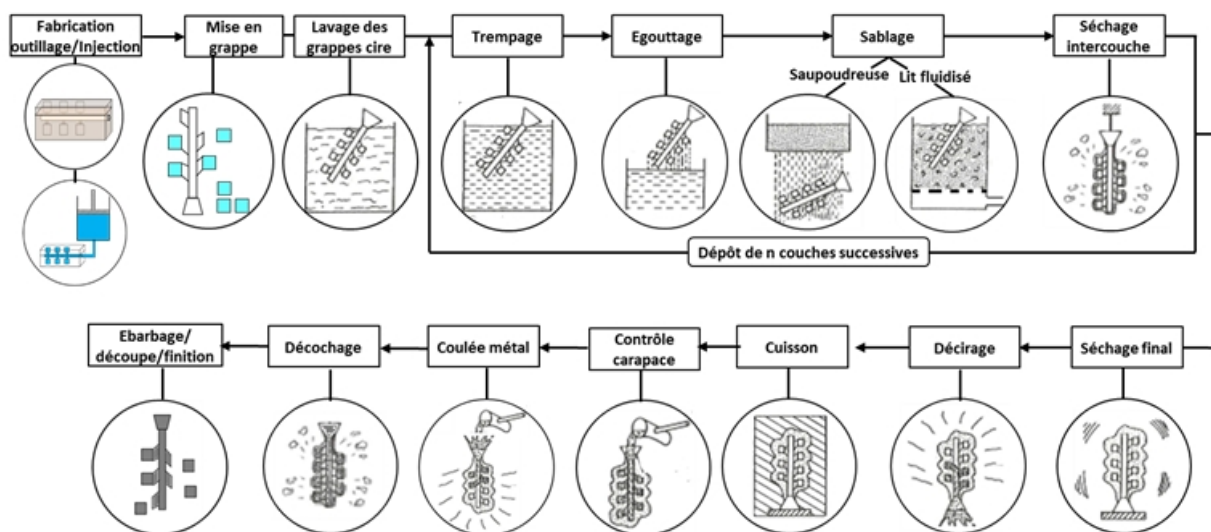 Fabrication
outillage/Injection
Mise en
grappe
Lavage des
grappes cire
Trempage
Egouttage
Sablage
Séchage
intercouche
Saupoudreuse
Lit fluidisé
Dépôt de n couches successives
Ebarbage/
découpe/finition
Décochage
Coulée métal
Contrôle
carapace
Cuisson
Décirage
Séchage final